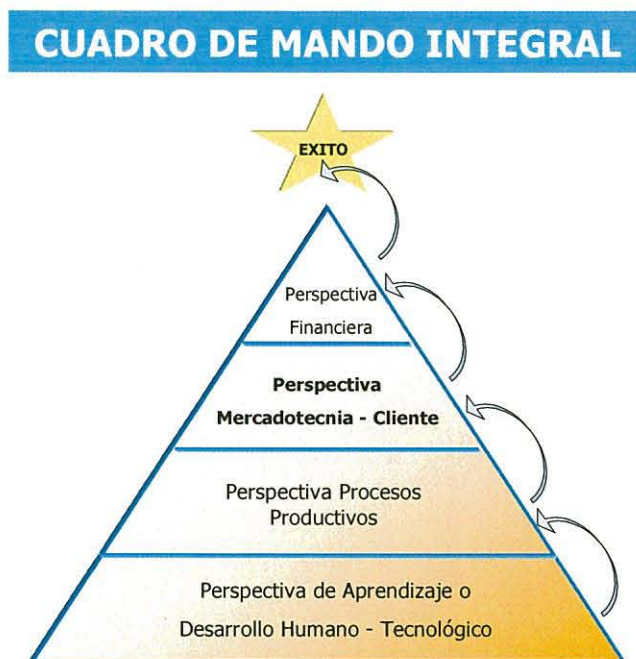 CUADRO DE MANDO INTEGRAL
EXITO
Perspectiva
Financiera
Perspectiva
Mercadotecnia - Cliente
Perspectiva Procesos
Productivos
Perspectiva de Aprendizaje o
Desarrollo Humano - Tecnológico